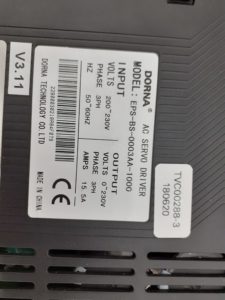 DORNA®
AC SERVO DRIVER
MODEL: EPS-BS-0003AA-1000
INPUT
VOLTS 200~230V
PHASE 3PH
HZ 50~60HZ
OUTPUT
VOLTS 0~230V
PHASE 3PH
AMPS 15.5A
CE
DORNA TECHNOLOGY CO.LTD
MADE IN CHINA
V3.11
TVC00288-3
180620